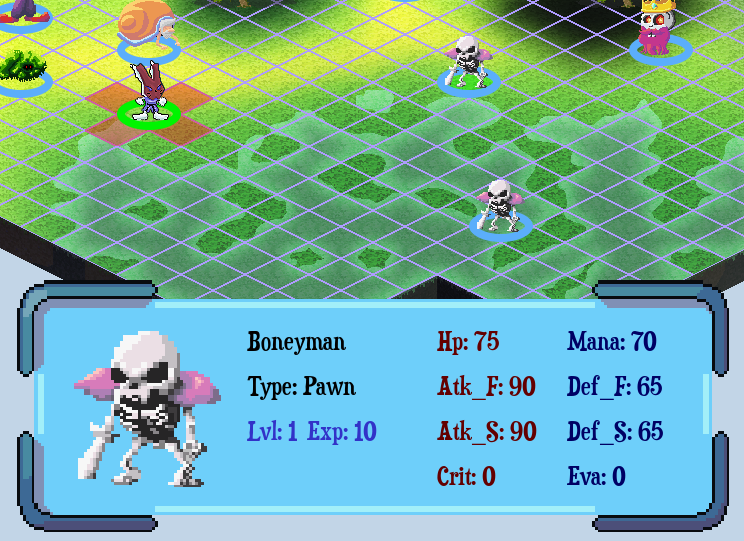 Boneyman Hp: 75 Mana: 70
Type: Pawn Atk_F: 90 Def_F: 65
Lvl: 1 Exp: 10 Atk_S: 90 Def_S: 65
Crit: 0 Eva: 0